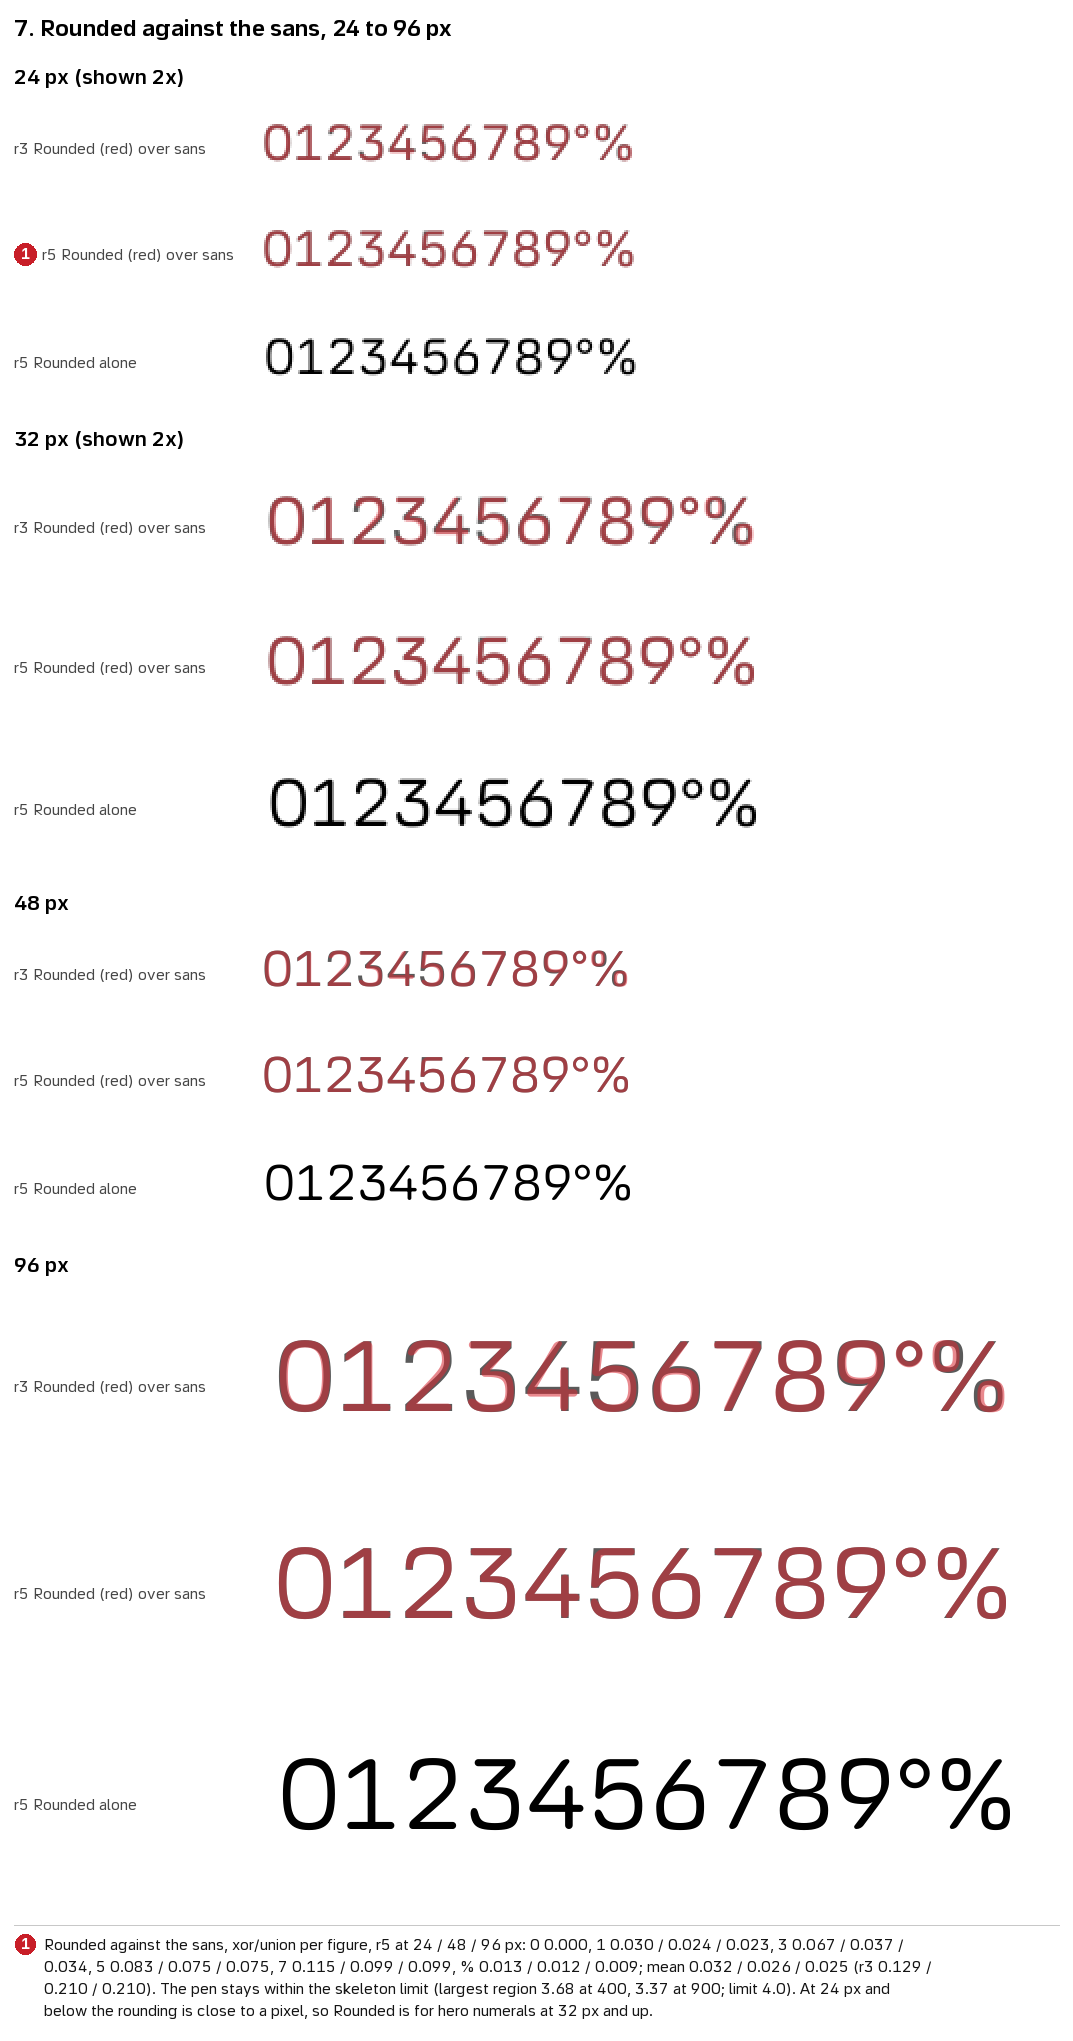 7. Rounded against the sans, 24 to 96 px
24 px (shown 2x)
r3 Rounded (red) over sans 0123456789°%
1 r5 Rounded (red) over sans 0123456789°%
r5 Rounded alone 0123456789°%
32 px (shown 2x)
r3 Rounded (red) over sans 0123456789°%
r5 Rounded (red) over sans 0123456789°%
r5 Rounded alone 0123456789°%
48 px
r3 Rounded (red) over sans 0123456789°%
r5 Rounded (red) over sans 0123456789°%
r5 Rounded alone 0123456789°%
96 px
r3 Rounded (red) over sans 0123456789°%
r5 Rounded (red) over sans 0123456789°%
r5 Rounded alone 0123456789°%
1 Rounded against the sans, xor/union per figure, r5 at 24 / 48 / 96 px: 0 0.000, 1 0.030 / 0.024 / 0.023, 3 0.067 / 0.037 /
0.034, 5 0.083 / 0.075 / 0.075, 7 0.115 / 0.099 / 0.099, % 0.013 / 0.012 / 0.009; mean 0.032 / 0.026 / 0.025 (r3 0.129 /
0.210 / 0.210). The pen stays within the skeleton limit (largest region 3.68 at 400, 3.37 at 900; limit 4.0). At 24 px and
below the rounding is close to a pixel, so Rounded is for hero numerals at 32 px and up.